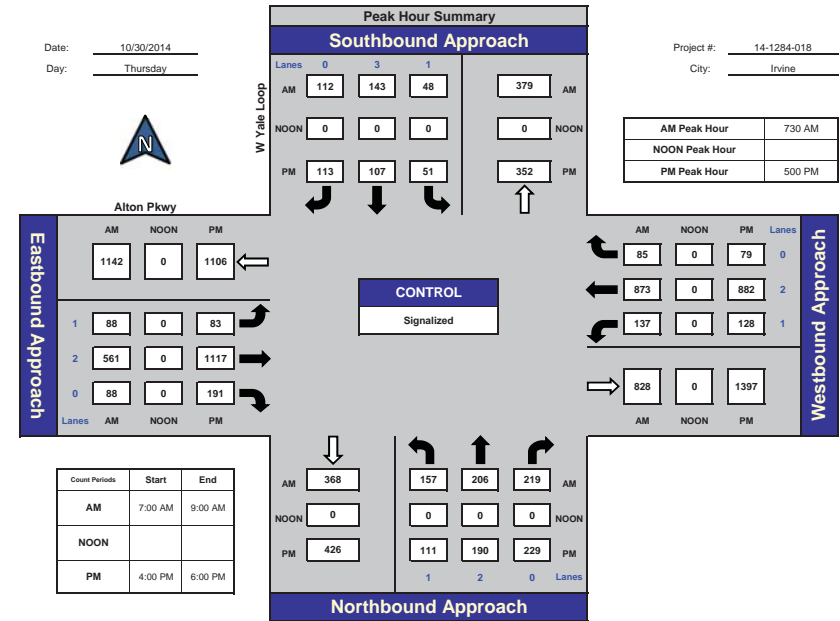 Peak Hour Summary
Date: 10/30/2014
Southbound Approach
Project #: 14-1284-018
Day: Thursday
City: Irvine
W Yale Loop
Lanes 0 3 1
AM 112 143 48 379 AM
NOON 0 0 0 0 NOON
PM 113 107 51 352 PM
N
AM Peak Hour 730 AM
NOON Peak Hour
PM Peak Hour 500 PM
Alton Pkwy
Eastbound Approach
AM NOON PM
1142 0 1106
1 88 0 83
2 561 0 1117
0 88 0 191
Lanes AM NOON PM
CONTROL
Signalized
Westbound Approach
AM NOON PM Lanes
85 0 79 0
873 0 882 2
137 0 128 1
828 0 1397
AM NOON PM
Count Periods Start End
AM 7:00 AM 9:00 AM
NOON
PM 4:00 PM 6:00 PM
AM 368 157 206 219 AM
NOON 0 0 0 0 NOON
PM 426 111 190 229 PM
1 2 0 Lanes
Northbound Approach